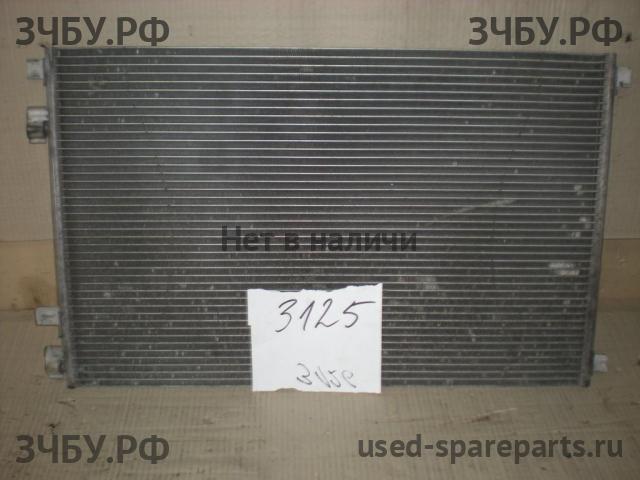 ЗЧБУ.РФ ЗЧБУ.РФ
Нет в наличи
3125
ЗЧБУ.РФ used-spareparts.ru